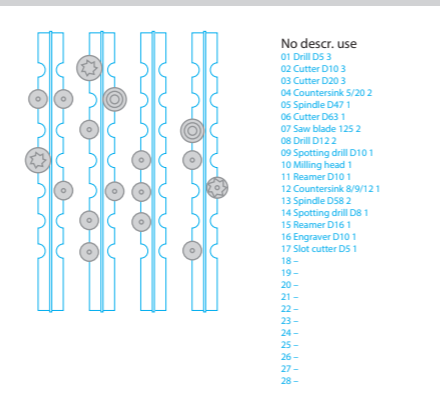 No descr. use
01 Drill D5 3
02 Cutter D10 3
03 Cutter D20 3
04 Countersink 5/20 2
05 Spindle D47 1
06 Cutter D63 1
07 Saw blade 125 2
08 Drill D12 2
09 Spotting drill D10 1
10 Milling head 1
11 Reamer D10 1
12 Countersink 8/9/12 1
13 Spindle D58 2
14 Spotting drill D8 1
15 Reamer D16 1
16 Engraver D10 1
17 Slot cutter D5 1
18 –
19 –
20 –
21 –
22 –
23 –
24 –
25 –
26 –
27 –
28 –